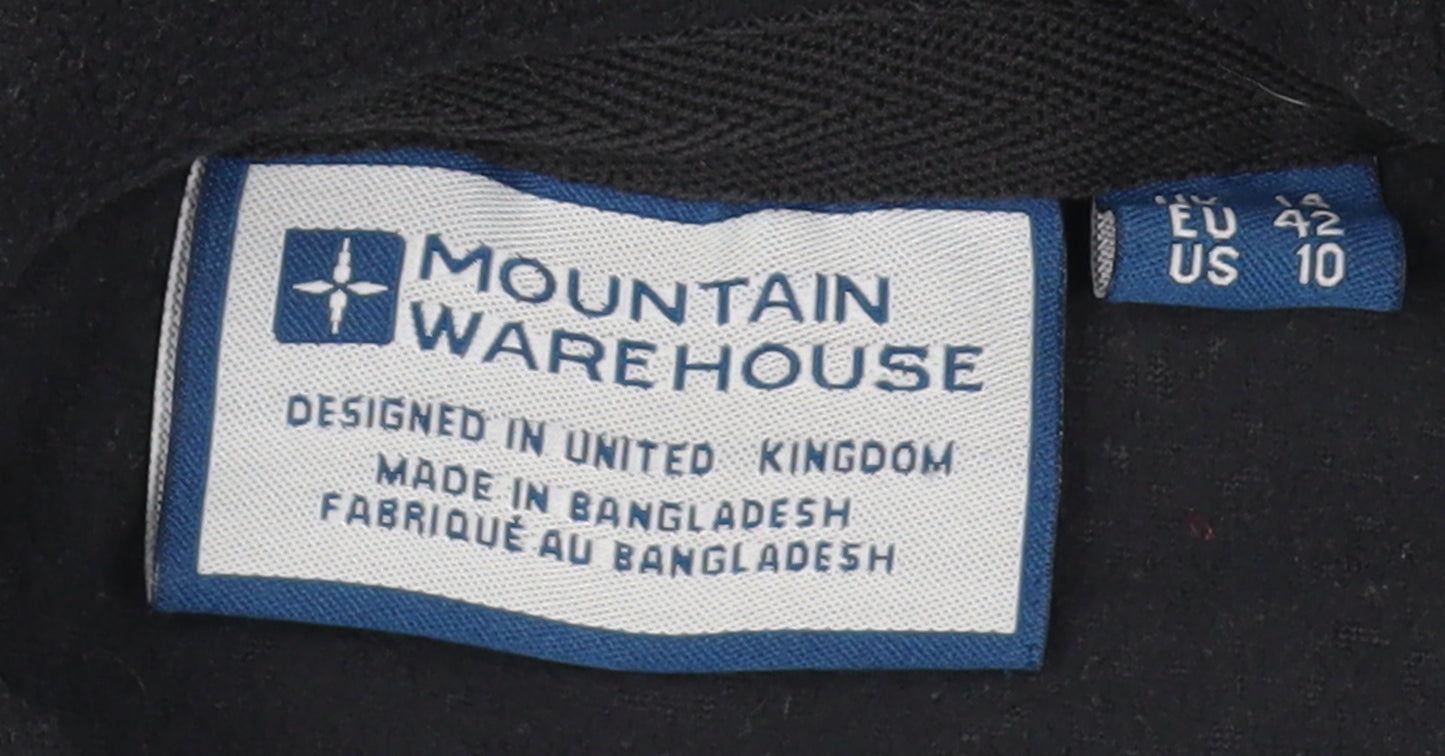 MOUNTAIN
WAREHOUSE
DESIGNED IN UNITED KINGDOM
MADE IN BANGLADESH
FABRIQUÉ AU BANGLADESH
EU 42
US 10